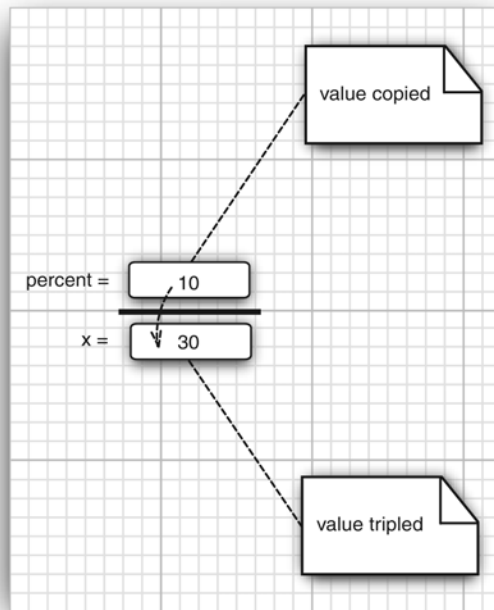 value copied
percent =
10
x =
30
value tripled